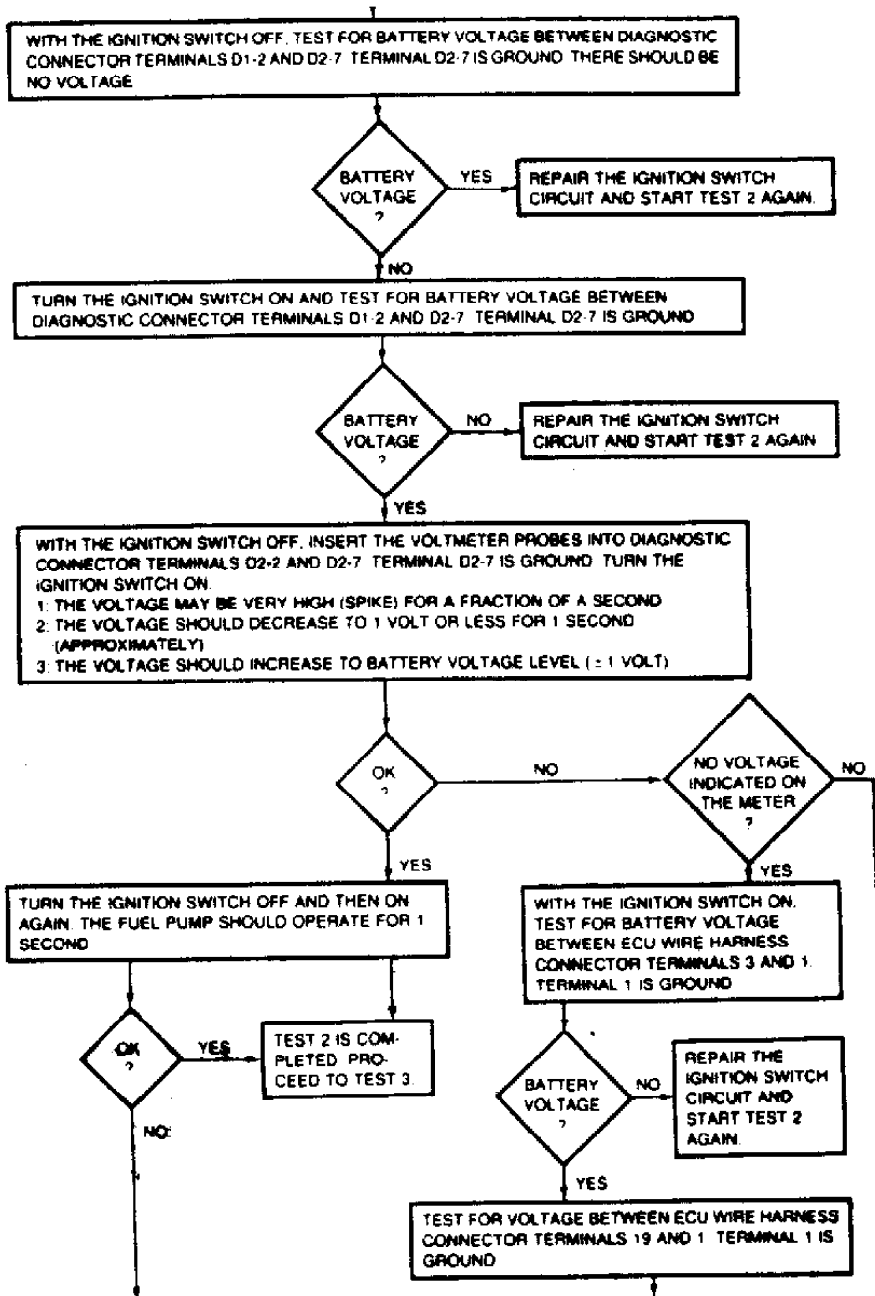 WITH THE IGNITION SWITCH OFF, TEST FOR BATTERY VOLTAGE BETWEEN DIAGNOSTIC
CONNECTOR TERMINALS D1-2 AND D2-7 TERMINAL D2-7 IS GROUND THERE SHOULD BE
NO VOLTAGE
BATTERY
VOLTAGE
?
YES
REPAIR THE IGNITION SWITCH
CIRCUIT AND START TEST 2 AGAIN.
NO
TURN THE IGNITION SWITCH ON AND TEST FOR BATTERY VOLTAGE BETWEEN
DIAGNOSTIC CONNECTOR TERMINALS D1-2 AND D2-7 TERMINAL D2-7 IS GROUND
BATTERY
VOLTAGE
?
NO
REPAIR THE IGNITION SWITCH
CIRCUIT AND START TEST 2 AGAIN
YES
WITH THE IGNITION SWITCH OFF, INSERT THE VOLTMETER PROBES INTO DIAGNOSTIC
CONNECTOR TERMINALS D2-2 AND D2-7 TERMINAL D2-7 IS GROUND TURN THE
IGNITION SWITCH ON.
1: THE VOLTAGE MAY BE VERY HIGH (SPIKE) FOR A FRACTION OF A SECOND
2: THE VOLTAGE SHOULD DECREASE TO 1 VOLT OR LESS FOR 1 SECOND
(APPROXIMATELY)
3: THE VOLTAGE SHOULD INCREASE TO BATTERY VOLTAGE LEVEL (± 1 VOLT)
OK
?
NO
NO VOLTAGE
INDICATED ON
THE METER
?
NO
YES
YES
TURN THE IGNITION SWITCH OFF AND THEN ON
AGAIN. THE FUEL PUMP SHOULD OPERATE FOR 1
SECOND
WITH THE IGNITION SWITCH ON,
TEST FOR BATTERY VOLTAGE
BETWEEN ECU WIRE HARNESS
CONNECTOR TERMINALS 3 AND 1.
TERMINAL 1 IS GROUND
OK
?
YES
TEST 2 IS COM-
PLETED PRO-
CEED TO TEST 3.
NO
BATTERY
VOLTAGE
?
NO
REPAIR THE
IGNITION SWITCH
CIRCUIT AND
START TEST 2
AGAIN.
YES
TEST FOR VOLTAGE BETWEEN ECU WIRE HARNESS
CONNECTOR TERMINALS 19 AND 1 TERMINAL 1 IS
GROUND